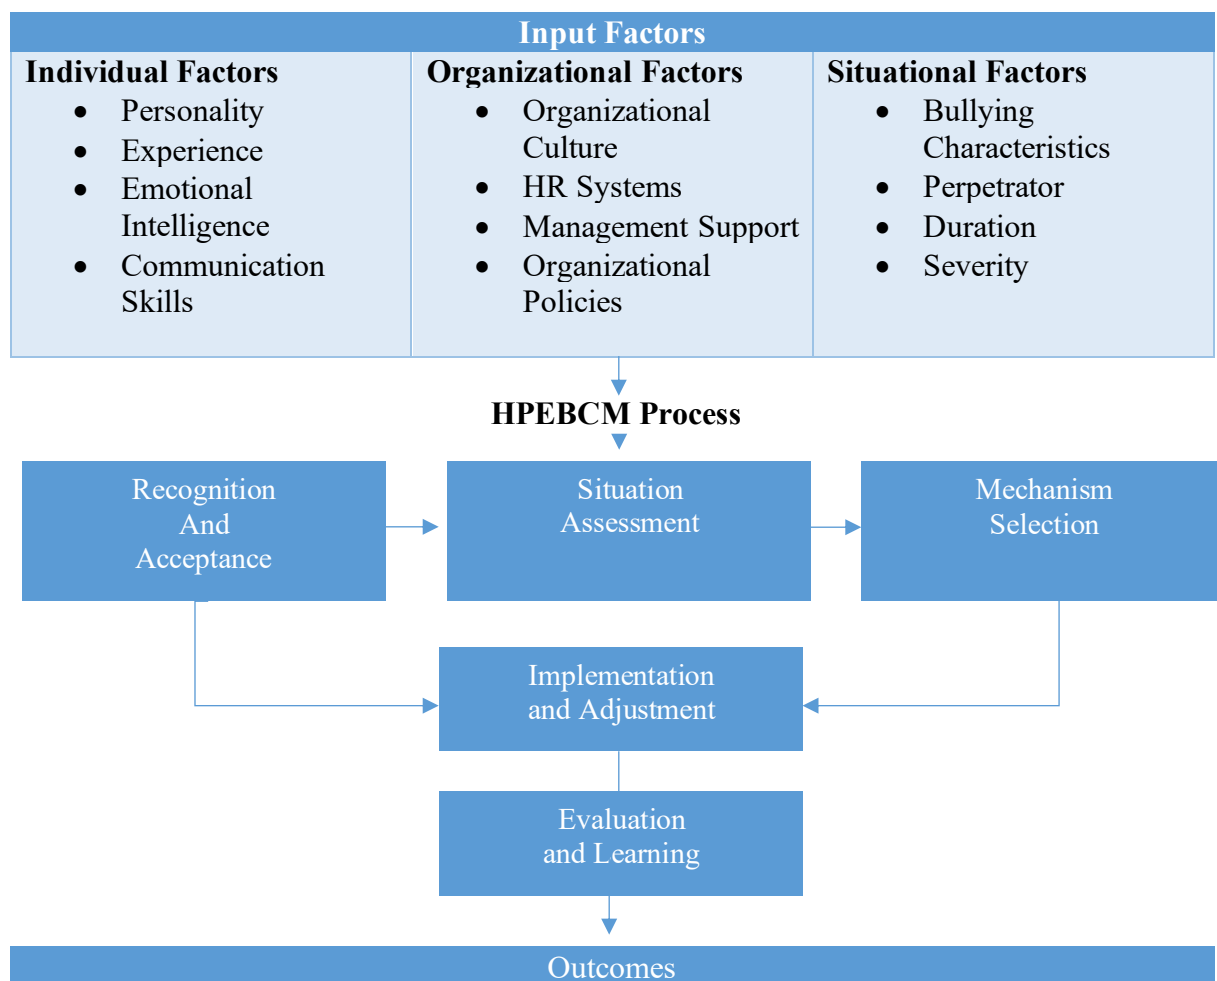 Input Factors
Individual Factors
• Personality
• Experience
• Emotional
Intelligence
• Communication
Skills
Organizational Factors
• Organizational
Culture
• HR Systems
• Management Support
• Organizational
Policies
Situational Factors
• Bullying
Characteristics
• Perpetrator
• Duration
• Severity
HPEBCM Process
Recognition
And
Acceptance
Situation
Assessment
Mechanism
Selection
Implementation
and Adjustment
Evaluation
and Learning
Outcomes